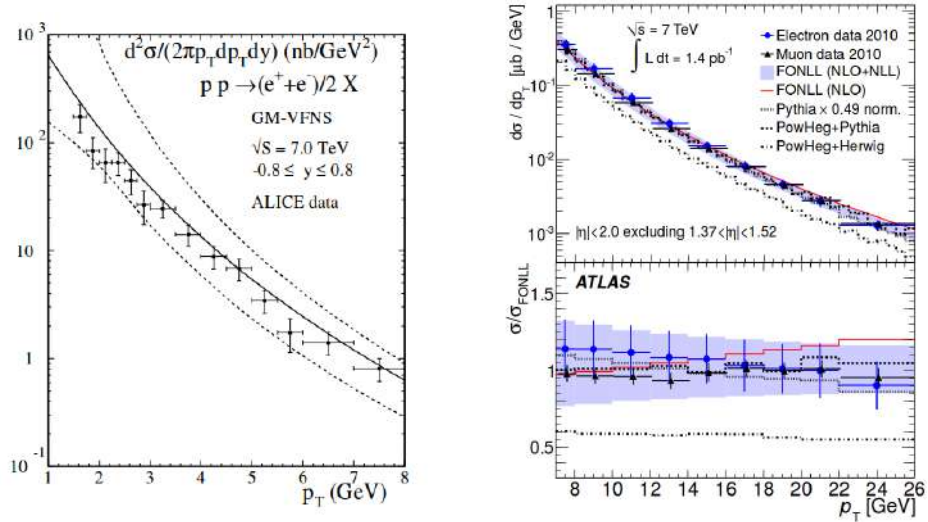 d²σ/(2πp_T dp_T dy) (nb/GeV²)
p p → (e⁺+e⁻)/2 X
GM-VFNS
√S = 7.0 TeV
-0.8 ≤ y ≤ 0.8
ALICE data
10³
10²
10
1
10⁻¹
1 2 3 4 5 6 7 8
p_T (GeV)
dσ / dp_T [µb / GeV]
√s = 7 TeV
∫ L dt = 1.4 pb⁻¹
Electron data 2010
Muon data 2010
FONLL (NLO+NLL)
FONLL (NLO)
Pythia × 0.49 norm.
PowHeg+Pythia
PowHeg+Herwig
1
10⁻¹
10⁻²
10⁻³
|η|<2.0 excluding 1.37<|η|<1.52
ATLAS
σ/σ_FONLL
1.5
1
0.5
8 10 12 14 16 18 20 22 24 26
p_T [GeV]